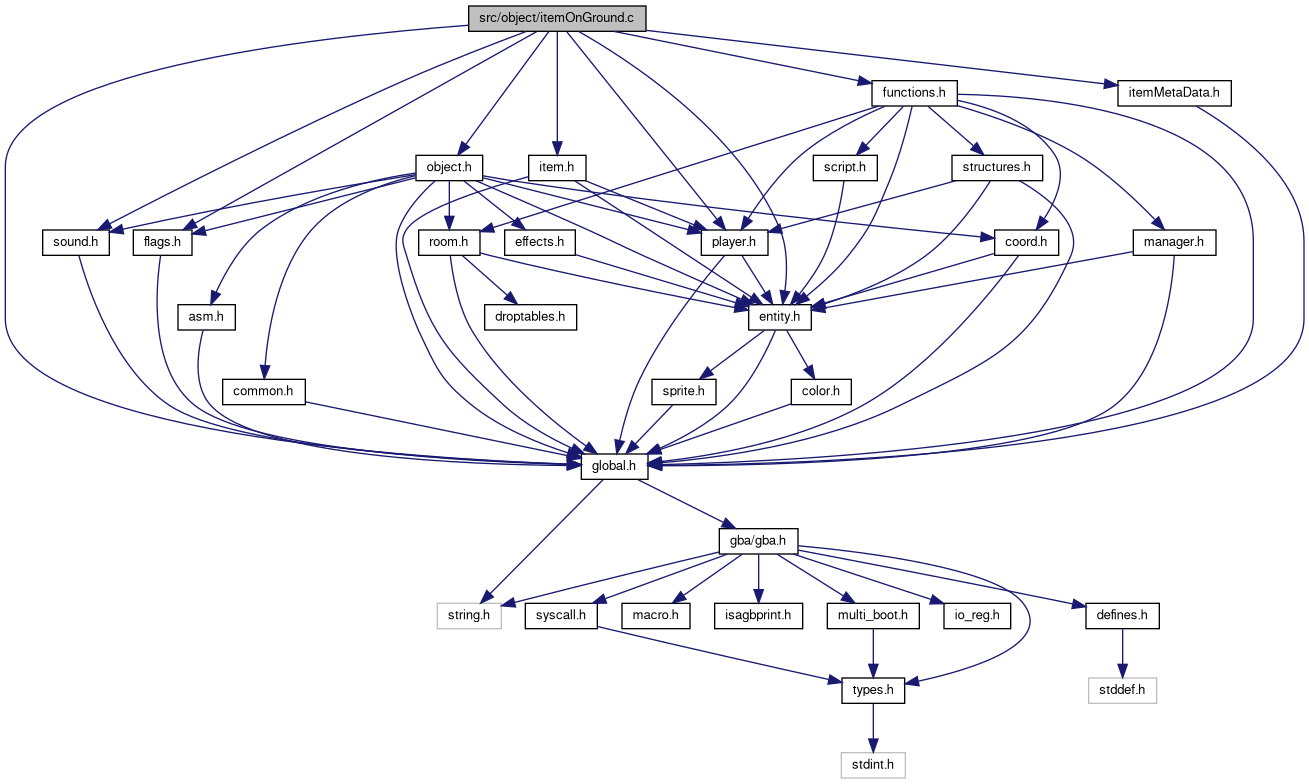 src/object/itemOnGround.c
functions.h
itemMetaData.h
object.h
item.h
script.h
structures.h
sound.h
flags.h
room.h
effects.h
player.h
coord.h
manager.h
asm.h
droptables.h
entity.h
common.h
sprite.h
color.h
global.h
gba/gba.h
string.h
syscall.h
macro.h
isagbprint.h
multi_boot.h
io_reg.h
defines.h
types.h
stddef.h
stdint.h